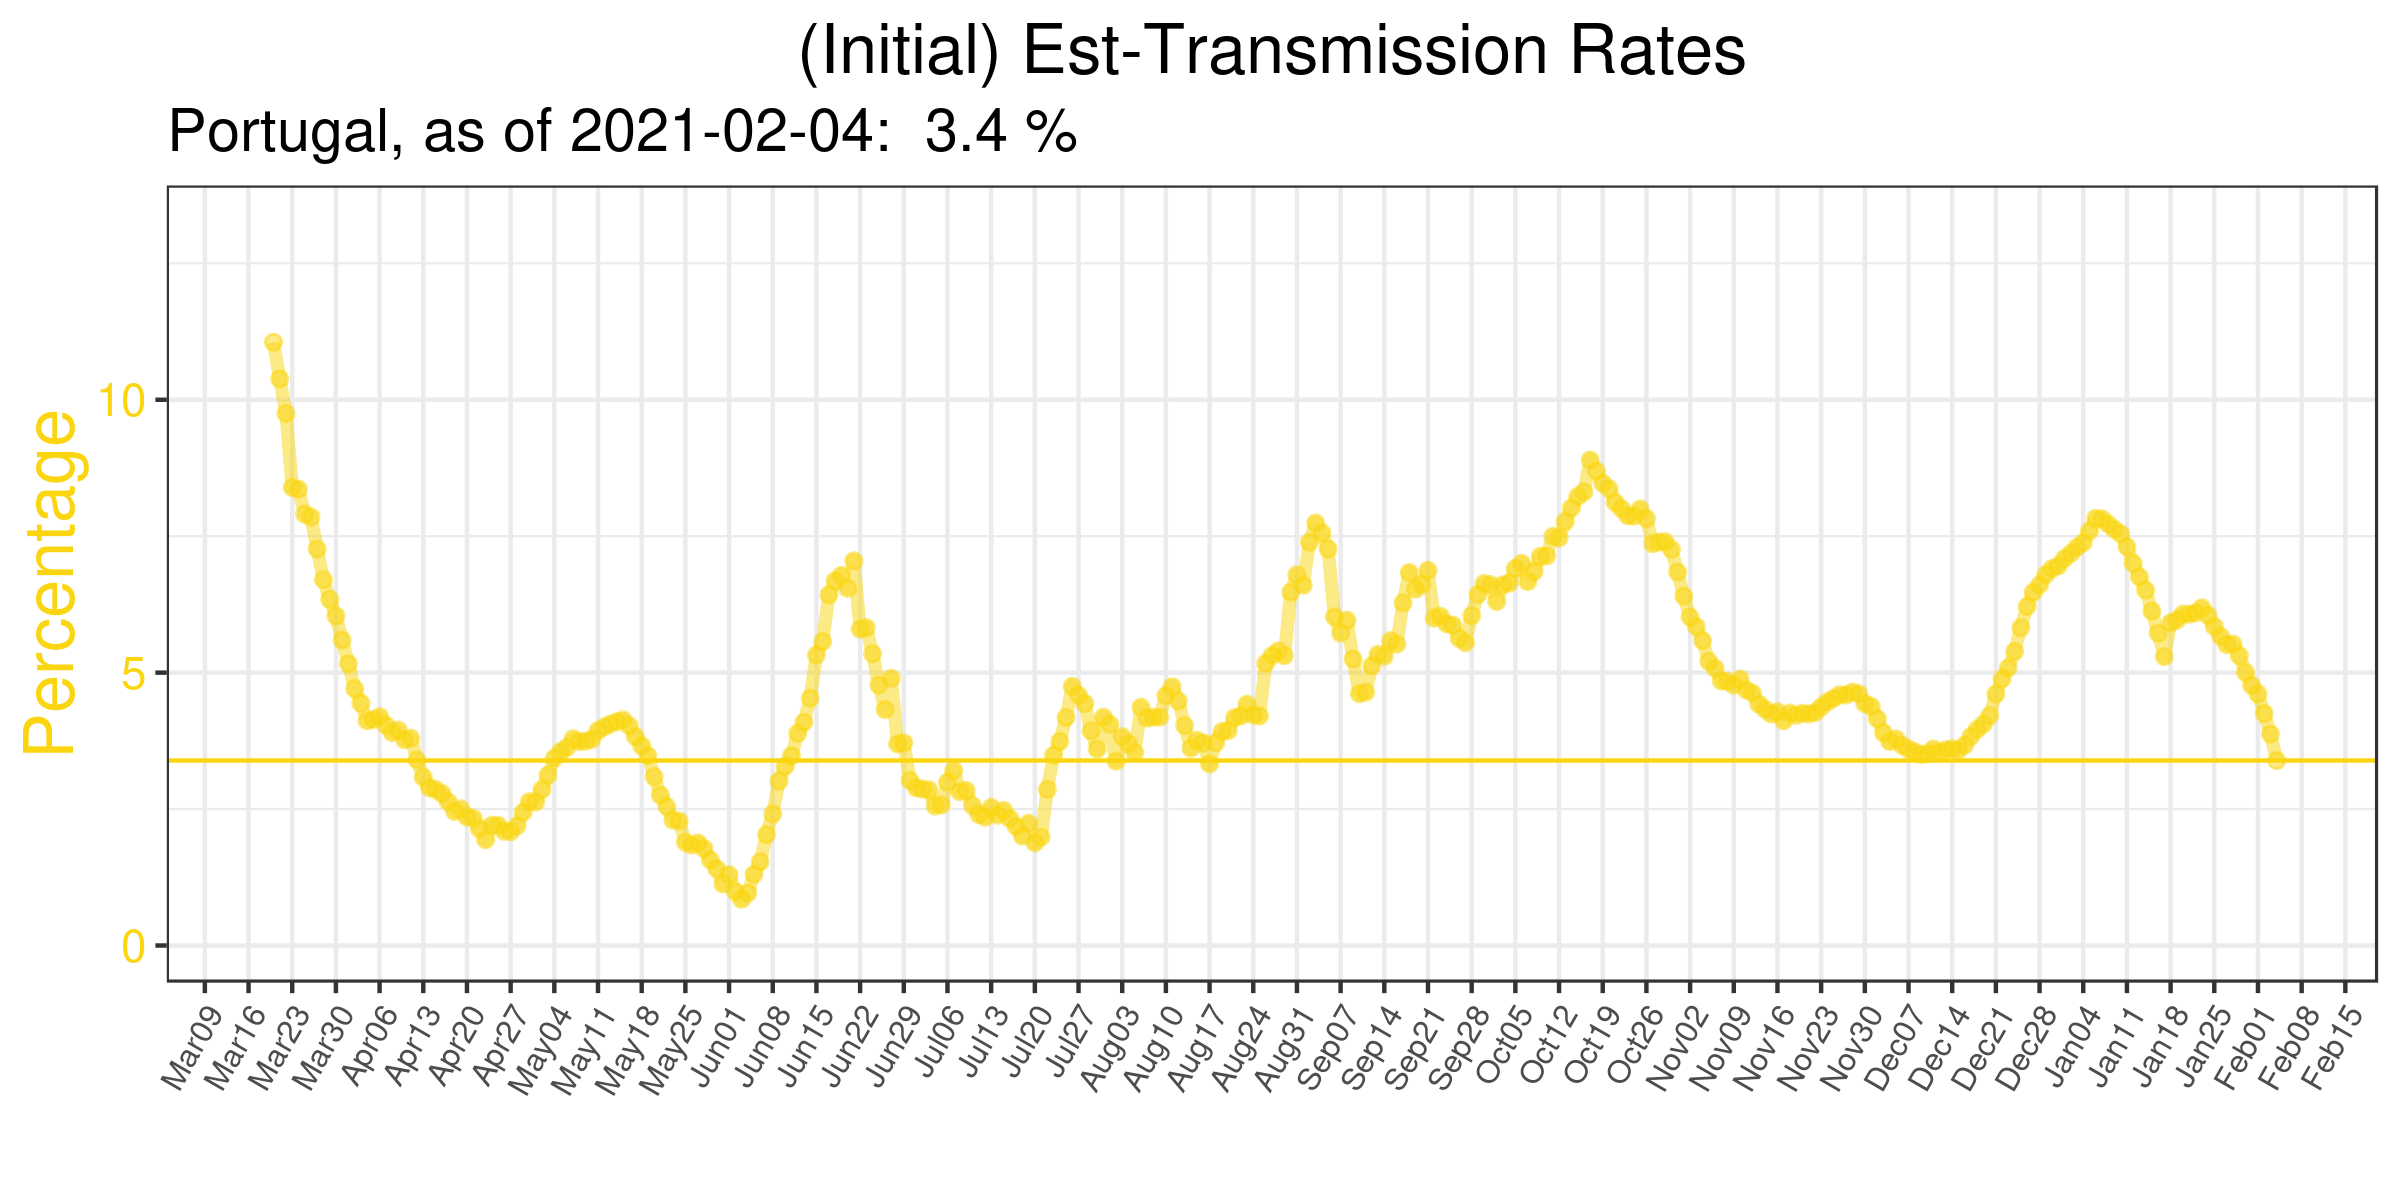 (Initial) Est-Transmission Rates
Portugal, as of 2021-02-04:  3.4 %
Percentage
10
5
0
Mar09
Mar16
Mar23
Mar30
Apr06
Apr13
Apr20
Apr27
May04
May11
May18
May25
Jun01
Jun08
Jun15
Jun22
Jun29
Jul06
Jul13
Jul20
Jul27
Aug03
Aug10
Aug17
Aug24
Aug31
Sep07
Sep14
Sep21
Sep28
Oct05
Oct12
Oct19
Oct26
Nov02
Nov09
Nov16
Nov23
Nov30
Dec07
Dec14
Dec21
Dec28
Jan04
Jan11
Jan18
Jan25
Feb01
Feb08
Feb15